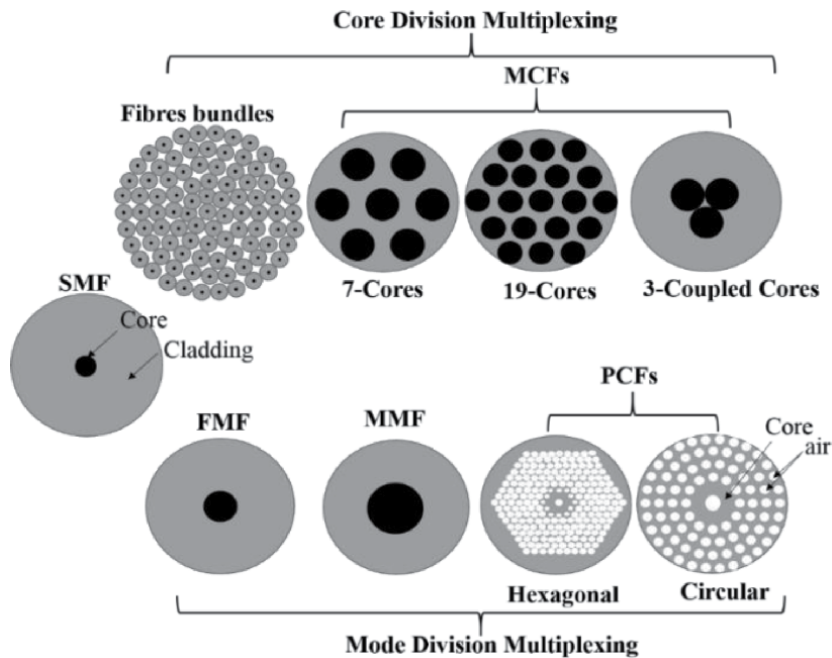 Core Division Multiplexing
MCFs
Fibres bundles
7-Cores
19-Cores
3-Coupled Cores
SMF
Core
Cladding
PCFs
FMF
MMF
Core
air
Hexagonal
Circular
Mode Division Multiplexing